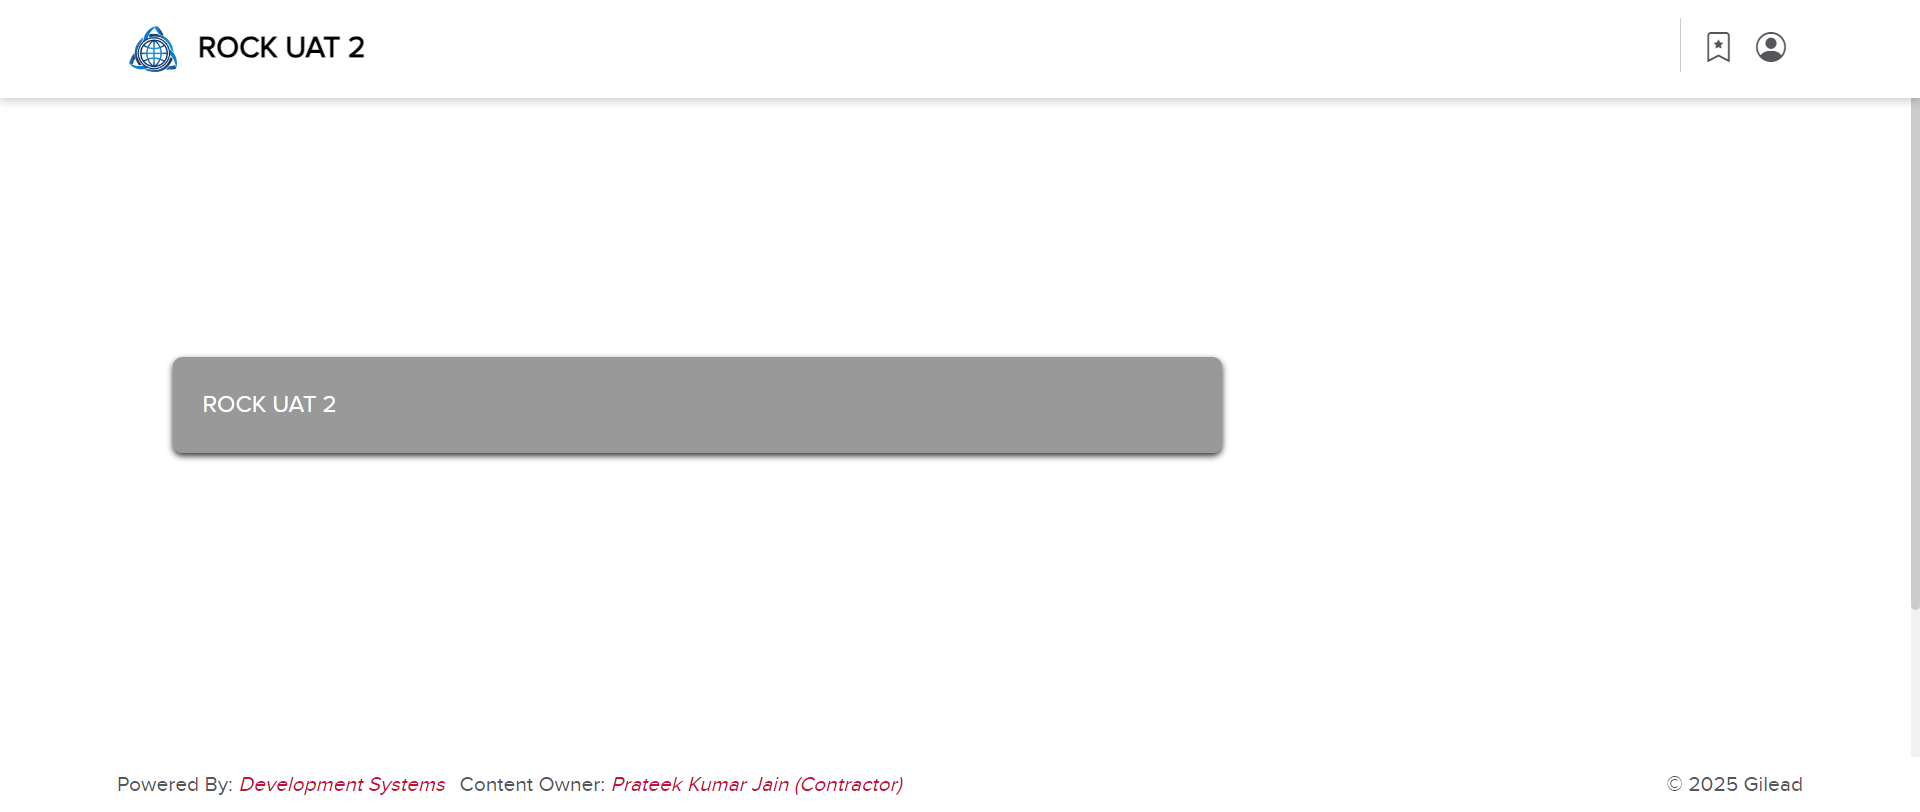 ROCK UAT 2
ROCK UAT 2
Powered By: Development Systems Content Owner: Prateek Kumar Jain (Contractor)
© 2025 Gilead